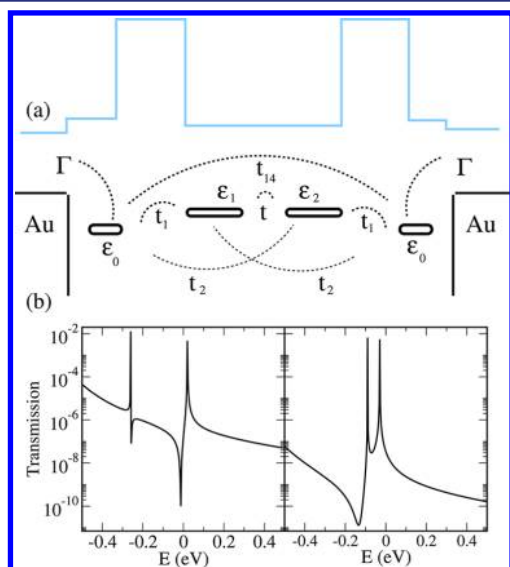 (a)
Γ t₁₄ Γ
ε₁ ε₂
Au t₁ t t₁ Au
ε₀ ε₀
t₂ t₂
(b)
10⁻²
10⁻⁴
10⁻⁶
10⁻⁸
10⁻¹⁰
Transmission
-0.4 -0.2 0 0.2 0.4 -0.4 -0.2 0 0.2 0.4
E (eV) E (eV)